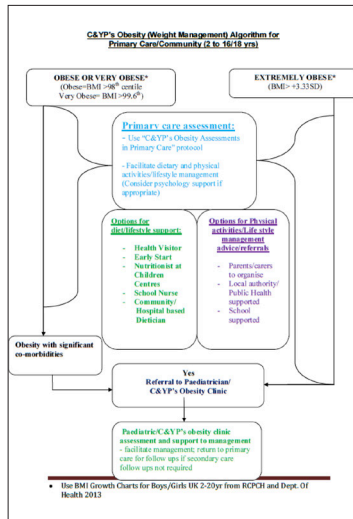 C&YP's Obesity (Weight Management) Algorithm for
Primary Care/Community (2 to 16/18 yrs)
OBESE OR VERY OBESE*
(Obese=BMI >98th centile
Very Obese= BMI >99.6th)
EXTREMELY OBESE*
(BMI> +3.33SD)
Primary care assessment:
- Use "C&YP's Obesity Assessments
in Primary Care" protocol
- Facilitate dietary and physical
activities/lifestyle management
(Consider psychology support if
appropriate)
Options for
diet/lifestyle support:
- Health Visitor
- Early Start
- Nutritionist at
Children
Centres
- School Nurse
- Community/
Hospital based
Dietician
Options for Physical
activities/Life style
management
advice/referrals
- Parents/carers to
organise
- Local authority/
Public Health
supported
- School
supported
Obesity with significant
co-morbidities
Yes
Referral to Paediatrician/
C&YP's Obesity Clinic
Paediatric/C&YP's obesity clinic
assessment and support to management
- facilitate management; return to primary
care for follow ups if secondary care
follow ups not required
• Use BMI Growth Charts for Boys/Girls UK 2-20yr from RCPCH and Dept. Of
Health 2013